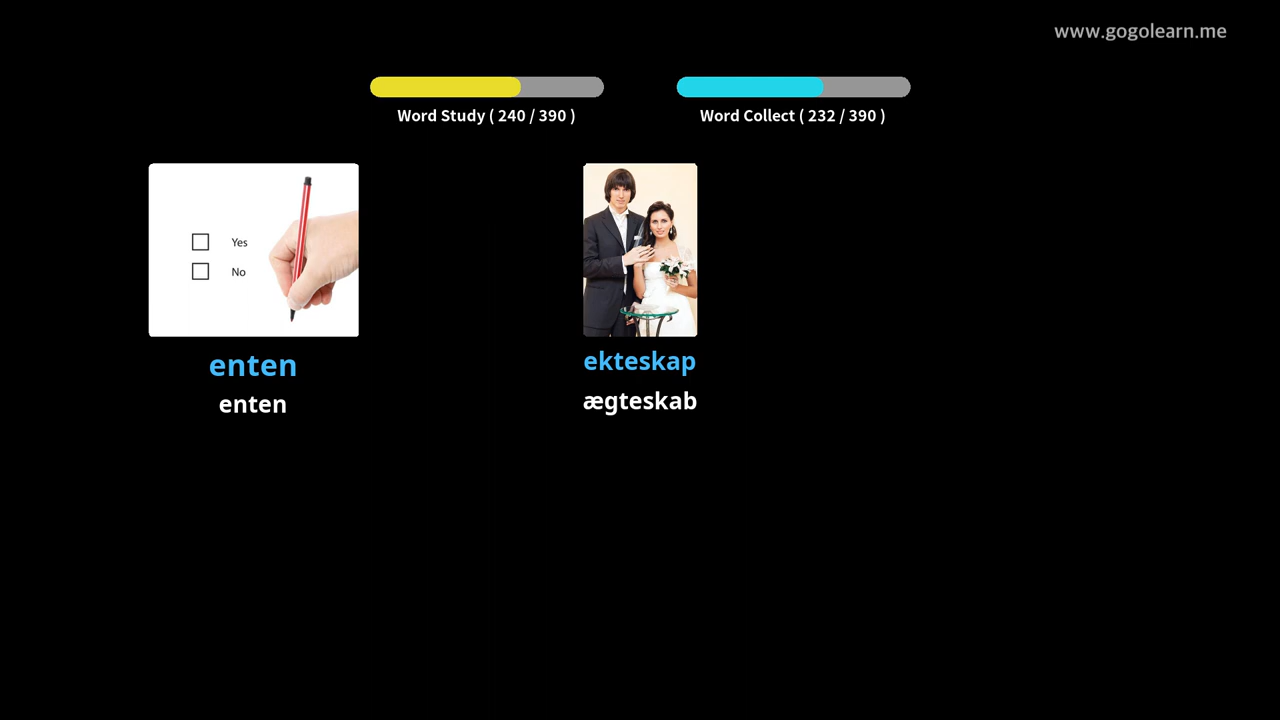 www.gogolearn.me
Word Study ( 240 / 390 )
Word Collect ( 232 / 390 )
Yes
No
enten
enten
ekteskap
ægteskab